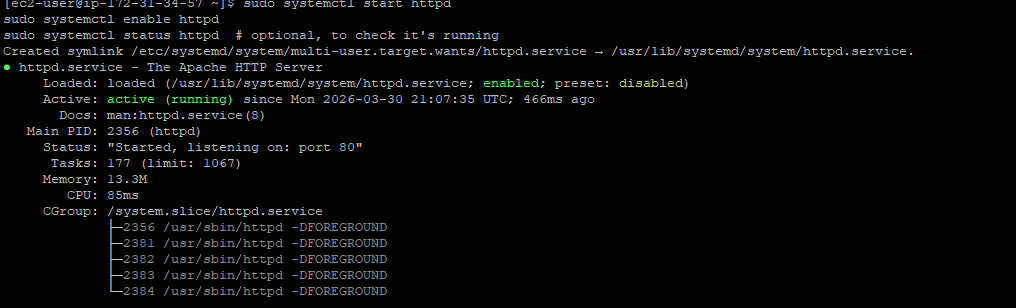 [ec2-user@ip-172-31-34-57 ~]$ sudo systemctl start httpd
sudo systemctl enable httpd
sudo systemctl status httpd  # optional, to check it's running
Created symlink /etc/systemd/system/multi-user.target.wants/httpd.service → /usr/lib/systemd/system/httpd.service.
● httpd.service - The Apache HTTP Server
     Loaded: loaded (/usr/lib/systemd/system/httpd.service; enabled; preset: disabled)
     Active: active (running) since Mon 2026-03-30 21:07:35 UTC; 466ms ago
       Docs: man:httpd.service(8)
   Main PID: 2356 (httpd)
     Status: "Started, listening on: port 80"
      Tasks: 177 (limit: 1067)
     Memory: 13.3M
        CPU: 85ms
     CGroup: /system.slice/httpd.service
             ├─2356 /usr/sbin/httpd -DFOREGROUND
             ├─2381 /usr/sbin/httpd -DFOREGROUND
             ├─2382 /usr/sbin/httpd -DFOREGROUND
             ├─2383 /usr/sbin/httpd -DFOREGROUND
             └─2384 /usr/sbin/httpd -DFOREGROUND